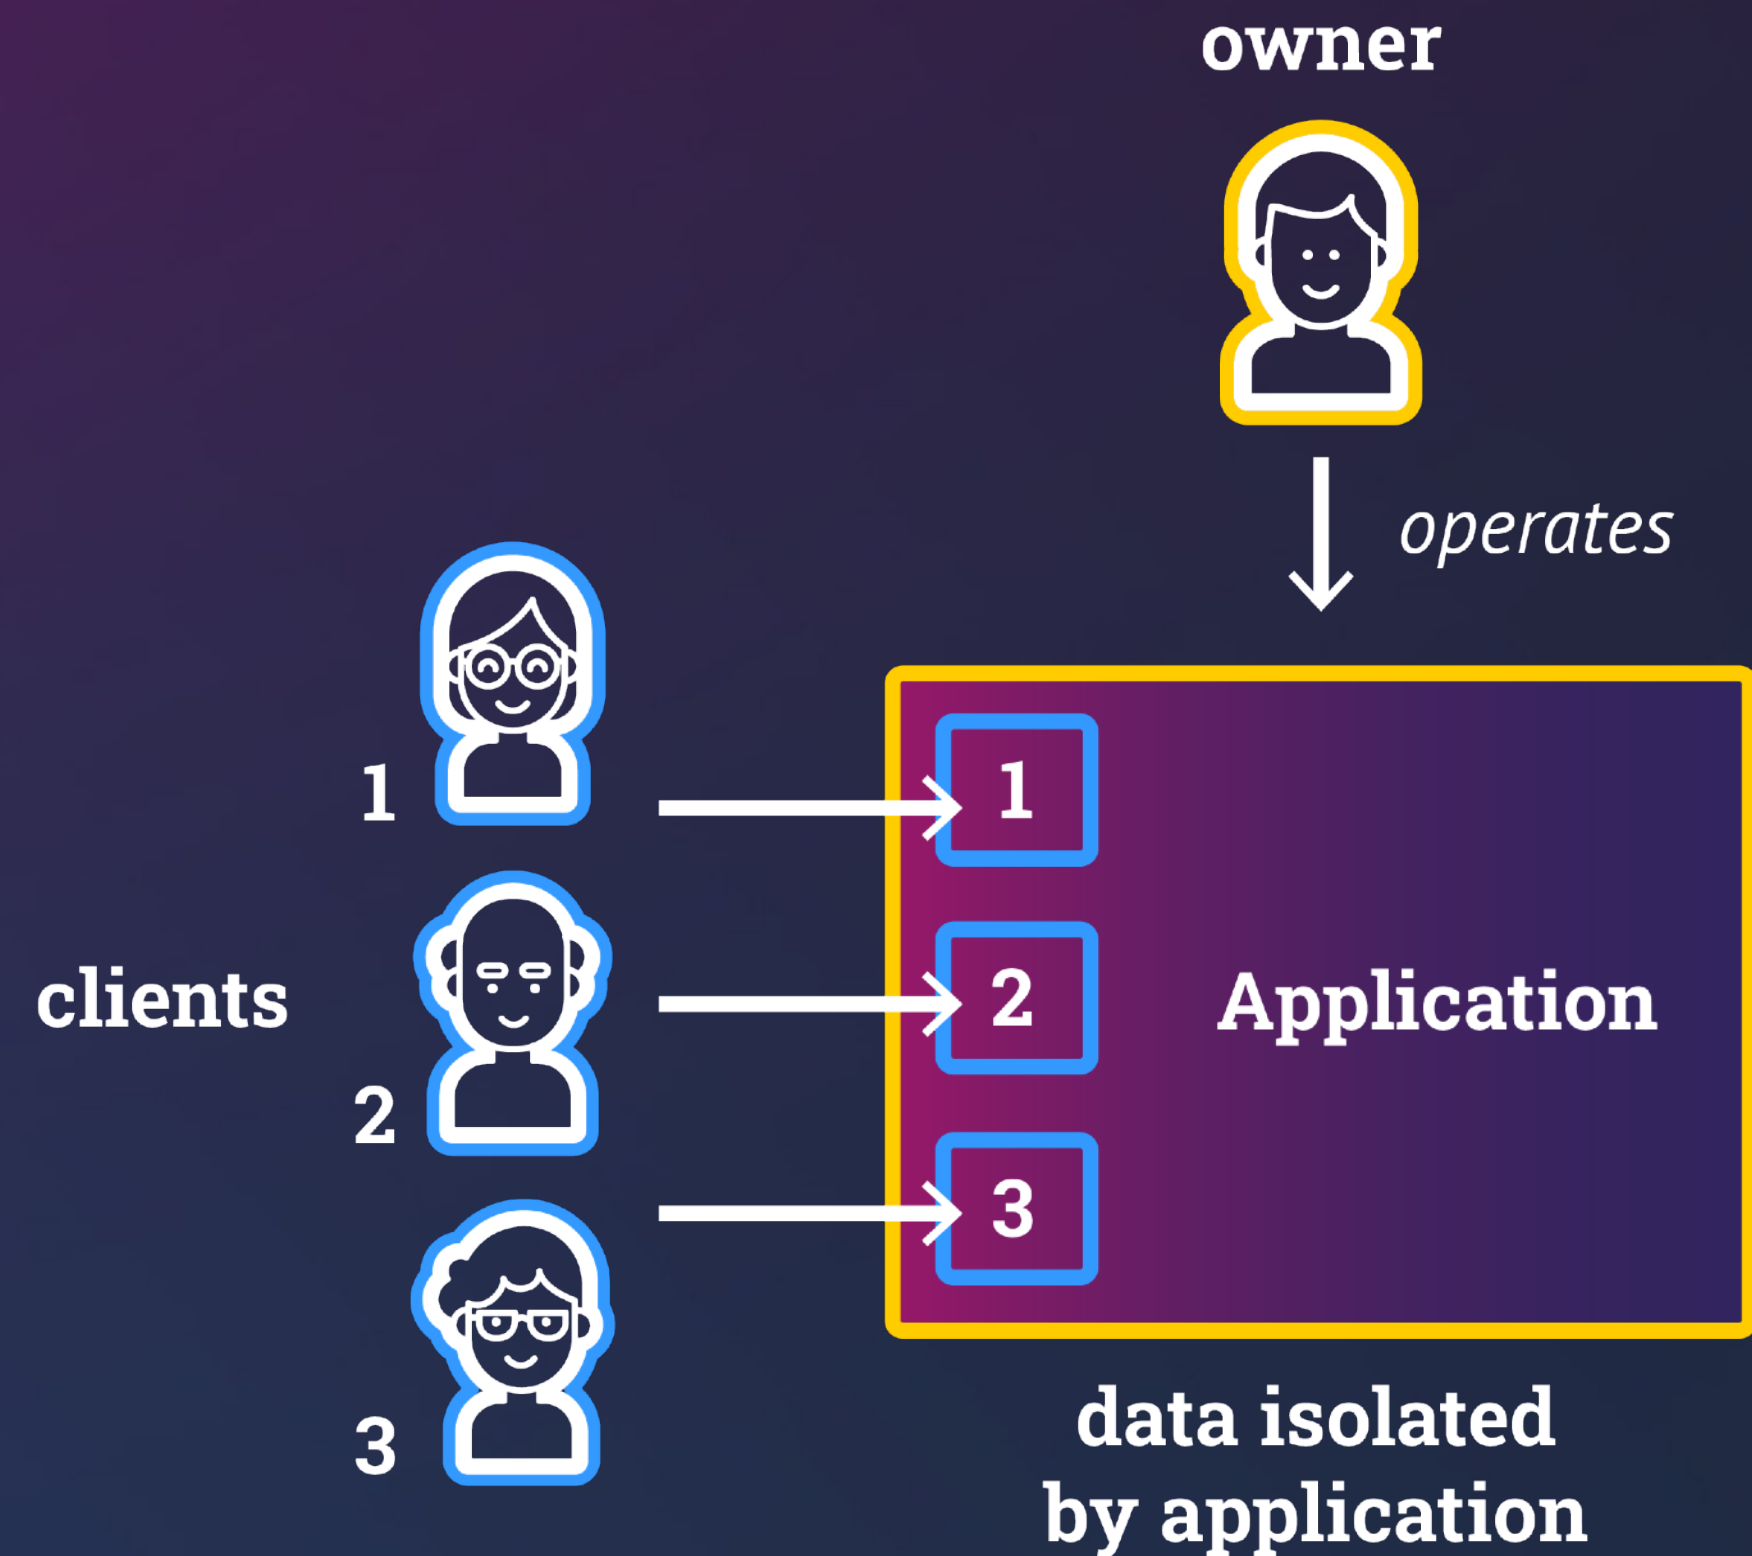 owner
operates
1
1
clients
2
2
Application
3
3
data isolated
by application